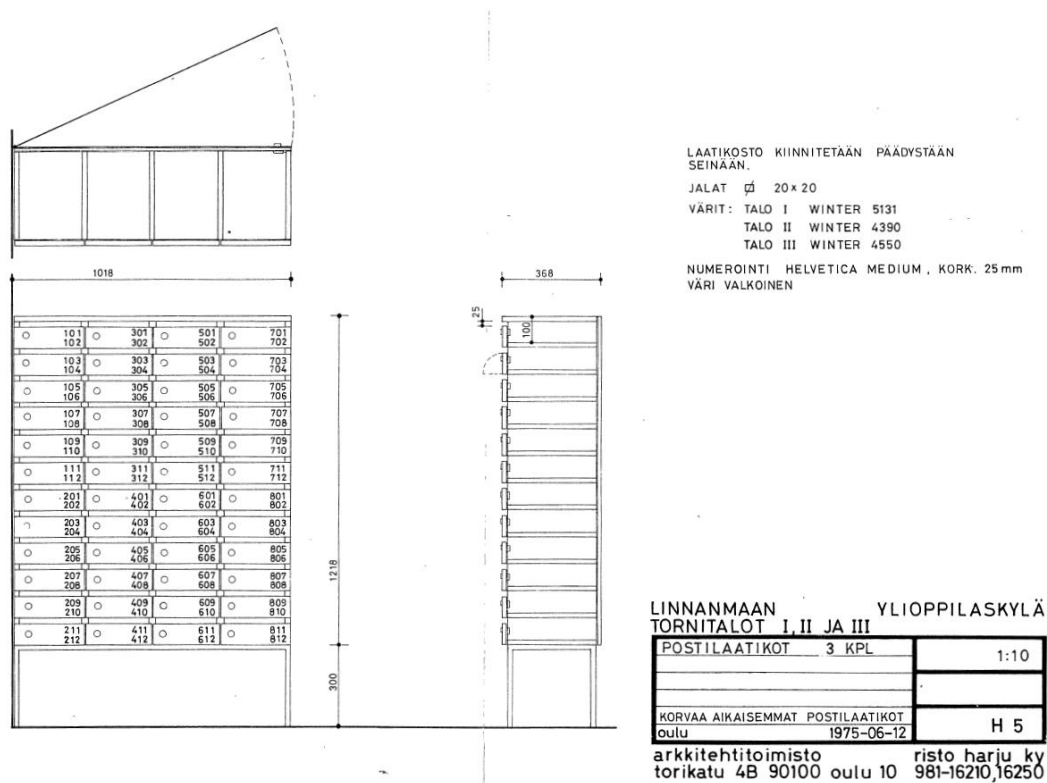 LAATIKOSTO KIINNITETÄÄN PÄÄDYSTÄÄN
SEINÄÄN.
JALAT 20 x 20
VÄRIT: TALO I WINTER 5131
TALO II WINTER 4390
TALO III WINTER 4550
NUMEROINTI HELVETICA MEDIUM, KORK. 25 mm
VÄRI VALKOINEN
1018
368
25
100
101 301 501 701
102 302 502 702
103 303 503 703
104 304 504 704
105 305 505 705
106 306 506 706
107 307 507 707
108 308 508 708
109 309 509 709
110 310 510 710
111 311 511 711
112 312 512 712
201 401 601 801
202 402 602 802
203 403 603 803
204 404 604 804
205 405 605 805
206 406 606 806
207 407 607 807
208 408 608 808
209 409 609 809
210 410 610 810
211 411 611 811
212 412 612 812
1218
300
LINNANMAAN YLIOPPILASKYLÄ
TORNITALOT I, II JA III
POSTILAATIKOT 3 KPL
1:10
KORVAA AIKAISEMMAT POSTILAATIKOT
oulu 1975-06-12
H 5
arkkitehtitoimisto risto harju ky
torikatu 4B 90100 oulu 10 981-16210,16250